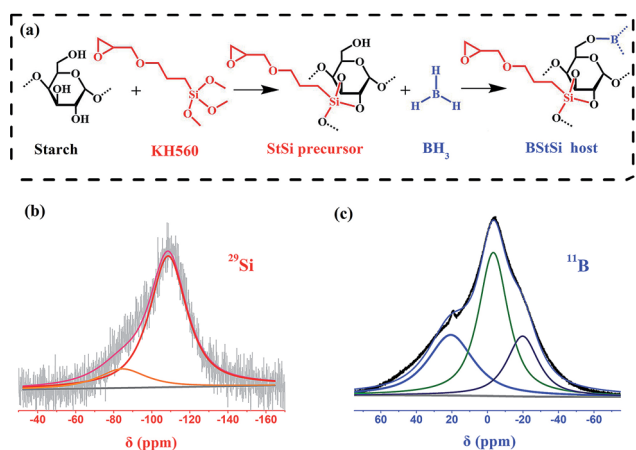 (a)
OH
O
O
OH
O
OH
+
O
O
Si
O
O
O
O
O
OH
O
O
O
Si
O
O
+
H
B
H
H
O
O
O
B
O
O
O
Si
O
O
Starch
KH560
StSi precursor
BH3
BStSi host
(b)
29Si
-40 -60 -80 -100 -120 -140 -160
δ (ppm)
(c)
11B
60 40 20 0 -20 -40 -60
δ (ppm)